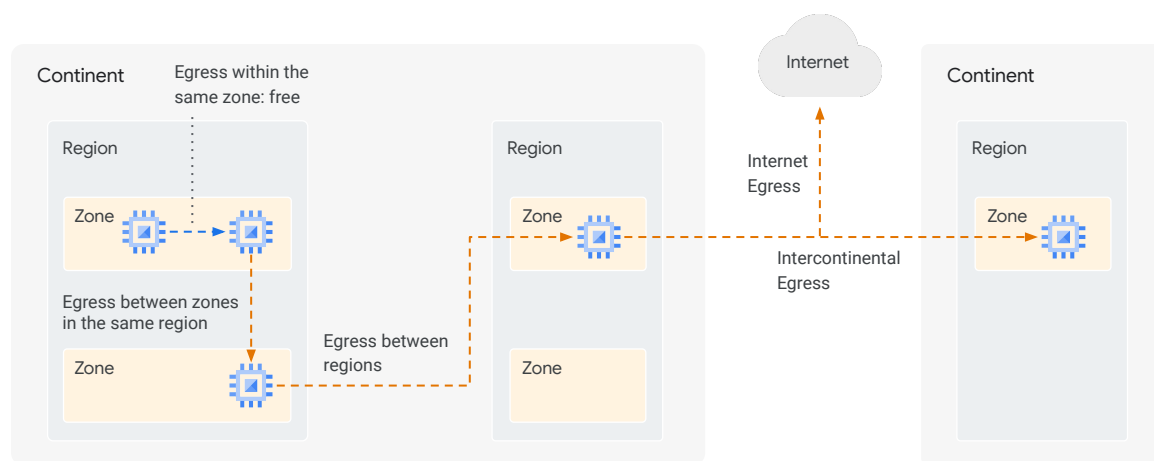 Continent
Egress within the
same zone: free
Region
Zone
Egress between zones
in the same region
Zone
Egress between
regions
Region
Zone
Zone
Internet
Internet
Egress
Intercontinental
Egress
Continent
Region
Zone